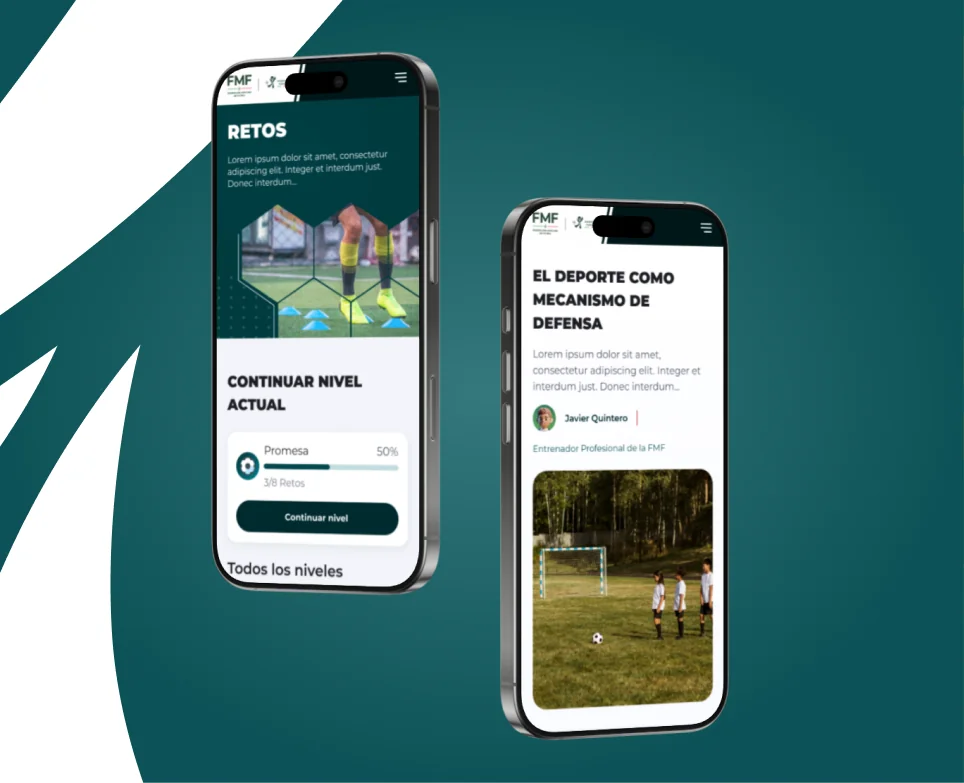 FMF
RETOS
Lorem ipsum dolor sit amet, consectetur
adipiscing elit. Integer et interdum just.
Donec interdum...
CONTINUAR NIVEL
ACTUAL
Promesa 50%
3/8 Retos
Continuar nivel
Todos los niveles
FMF
EL DEPORTE COMO
MECANISMO DE
DEFENSA
Lorem ipsum dolor sit amet,
consectetur adipiscing elit. Integer et
interdum just. Donec interdum...
Javier Quintero
Entrenador Profesional de la FMF